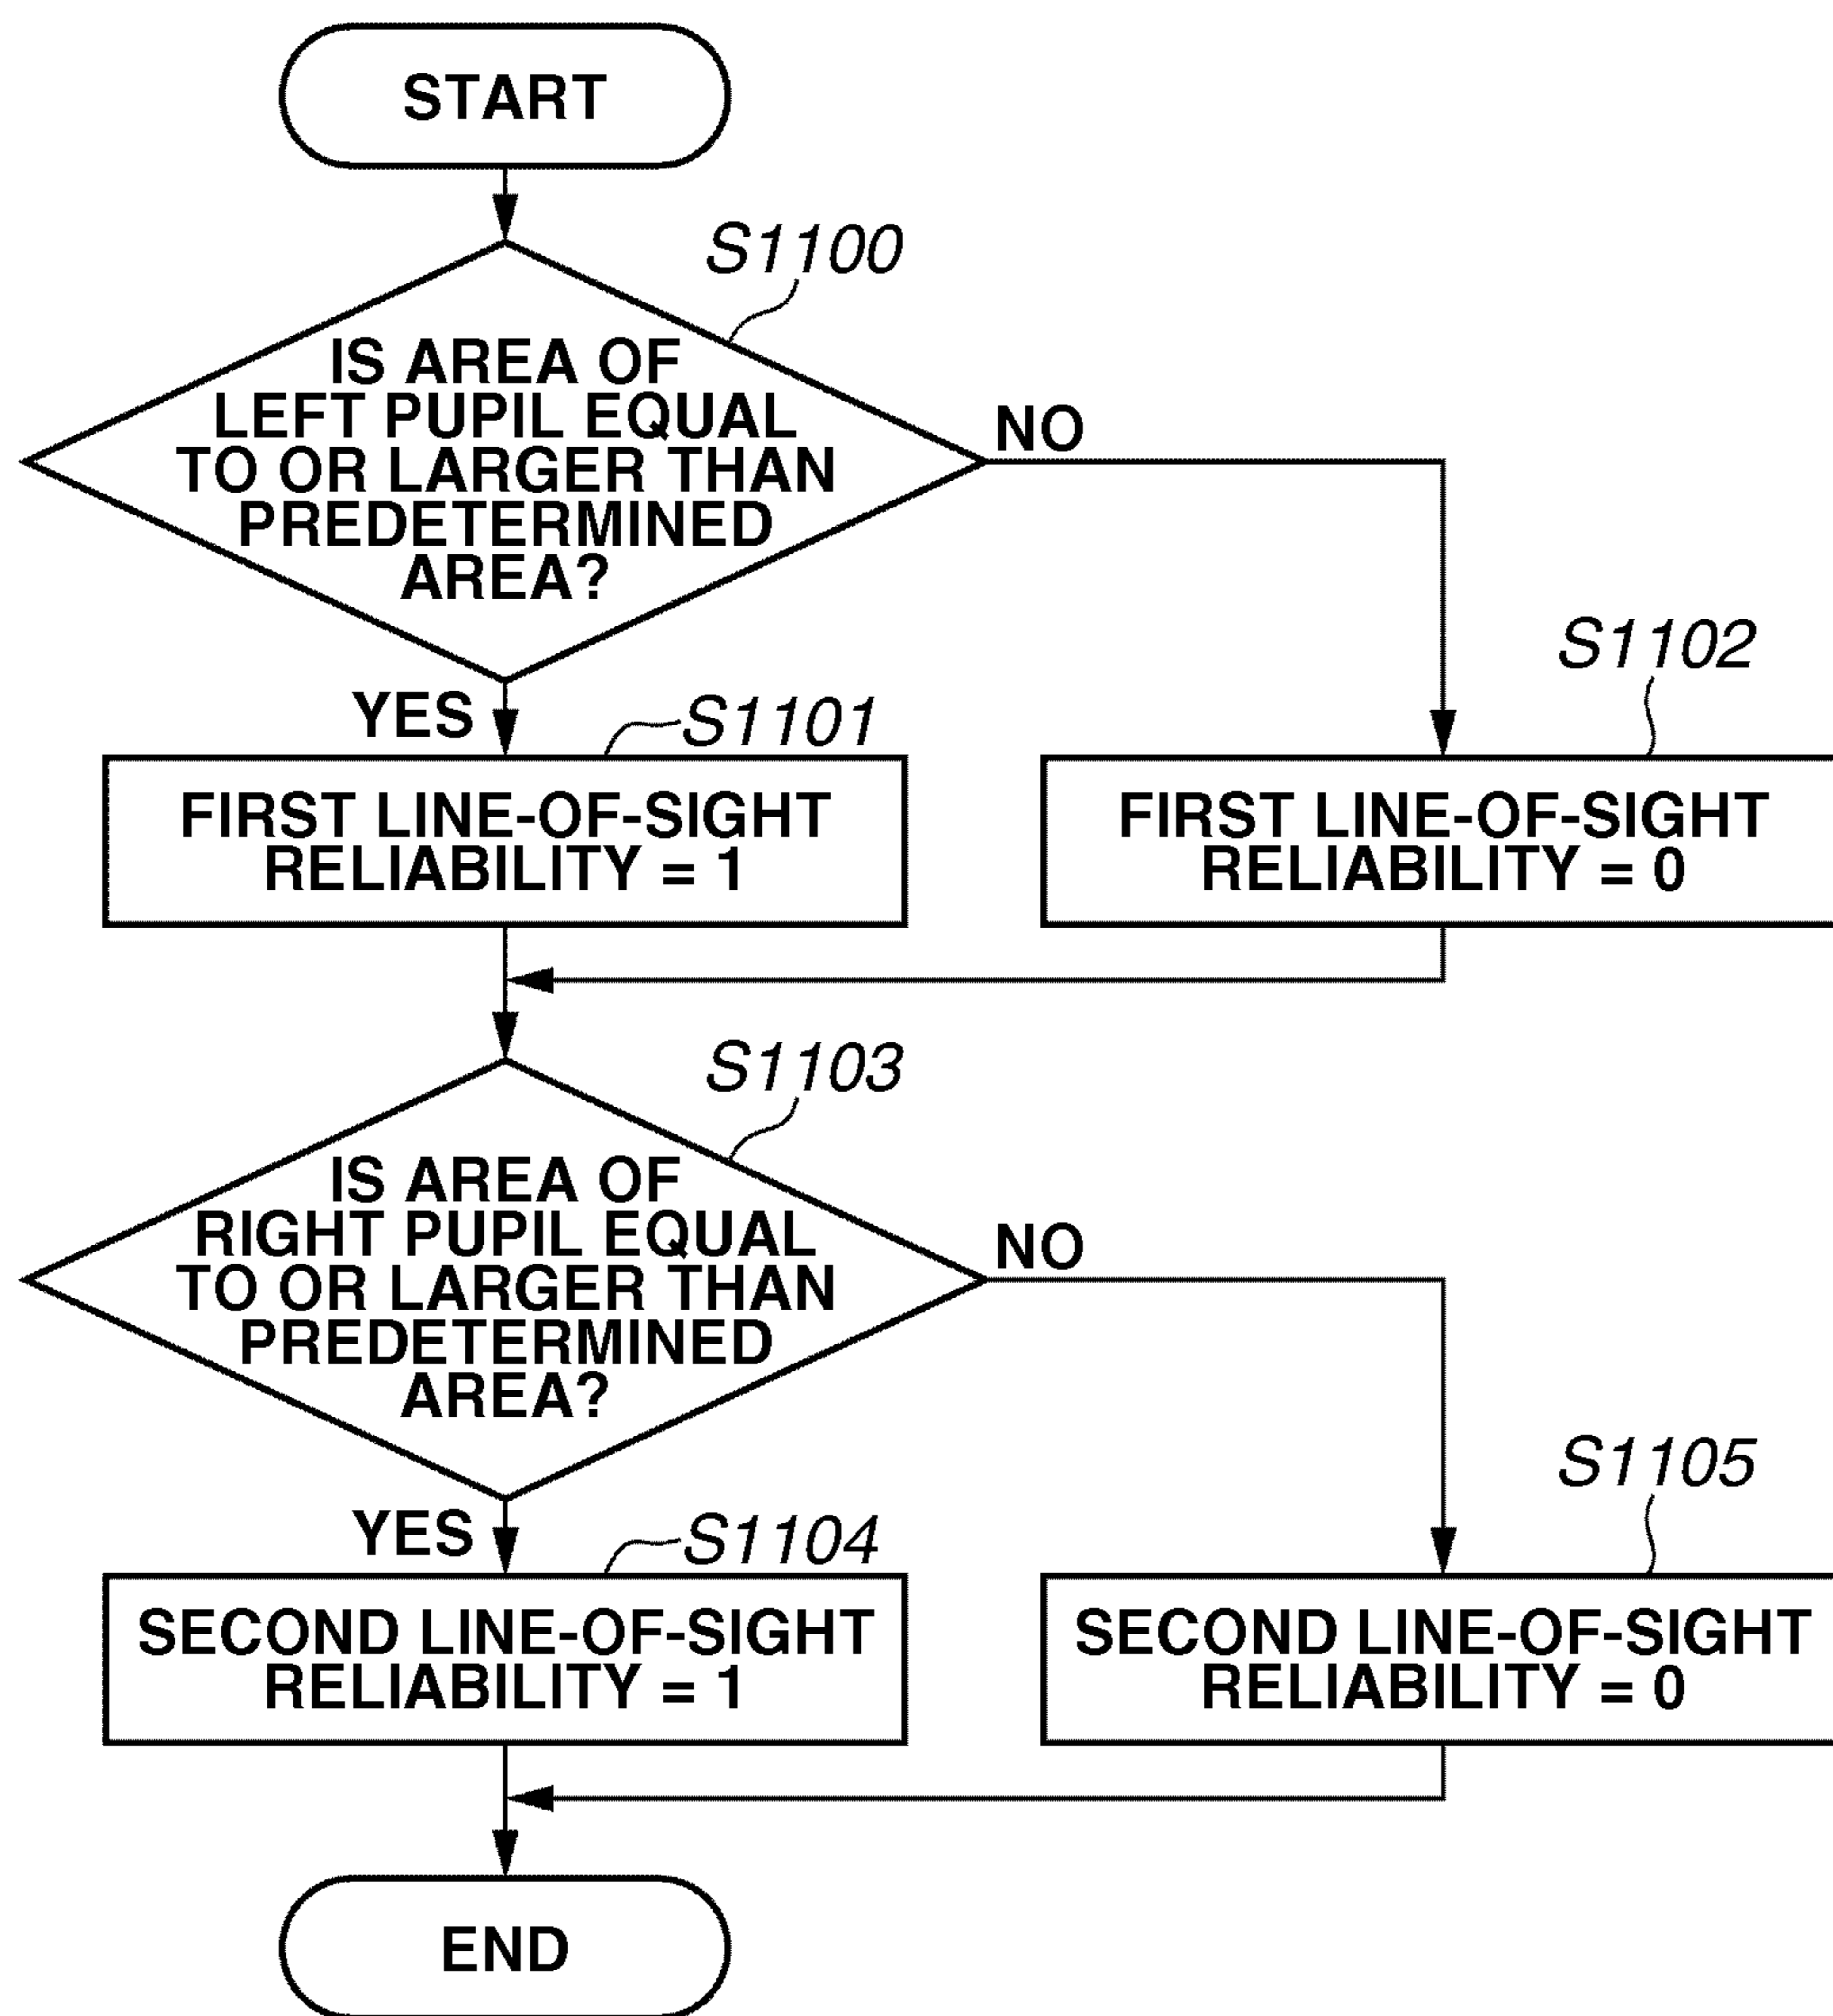 START
S1100
IS AREA OF
LEFT PUPIL EQUAL
TO OR LARGER THAN
PREDETERMINED
AREA?
NO
YES
S1101
S1102
FIRST LINE-OF-SIGHT
RELIABILITY = 1
FIRST LINE-OF-SIGHT
RELIABILITY = 0
S1103
IS AREA OF
RIGHT PUPIL EQUAL
TO OR LARGER THAN
PREDETERMINED
AREA?
NO
YES
S1104
S1105
SECOND LINE-OF-SIGHT
RELIABILITY = 1
SECOND LINE-OF-SIGHT
RELIABILITY = 0
END